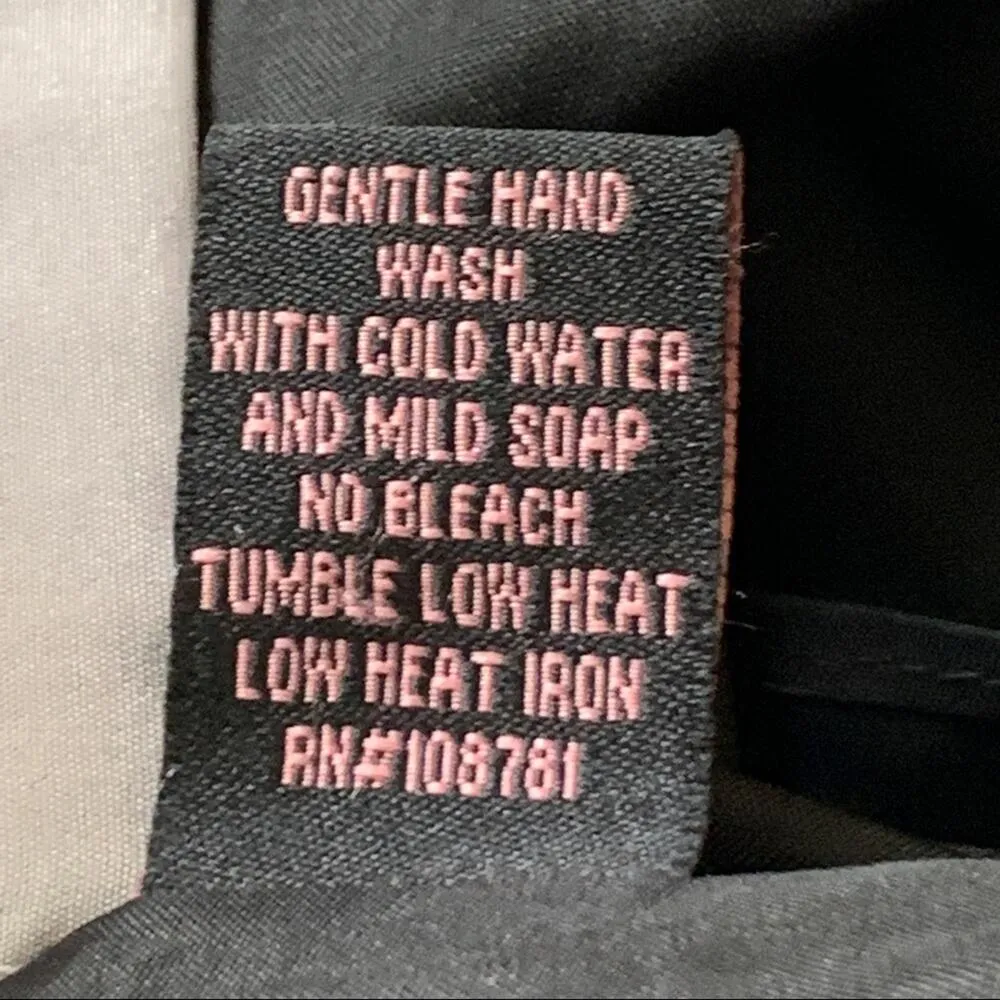 GENTLE HAND
WASH
WITH COLD WATER
AND MILD SOAP
NO BLEACH
TUMBLE LOW HEAT
LOW HEAT IRON
RN#108781